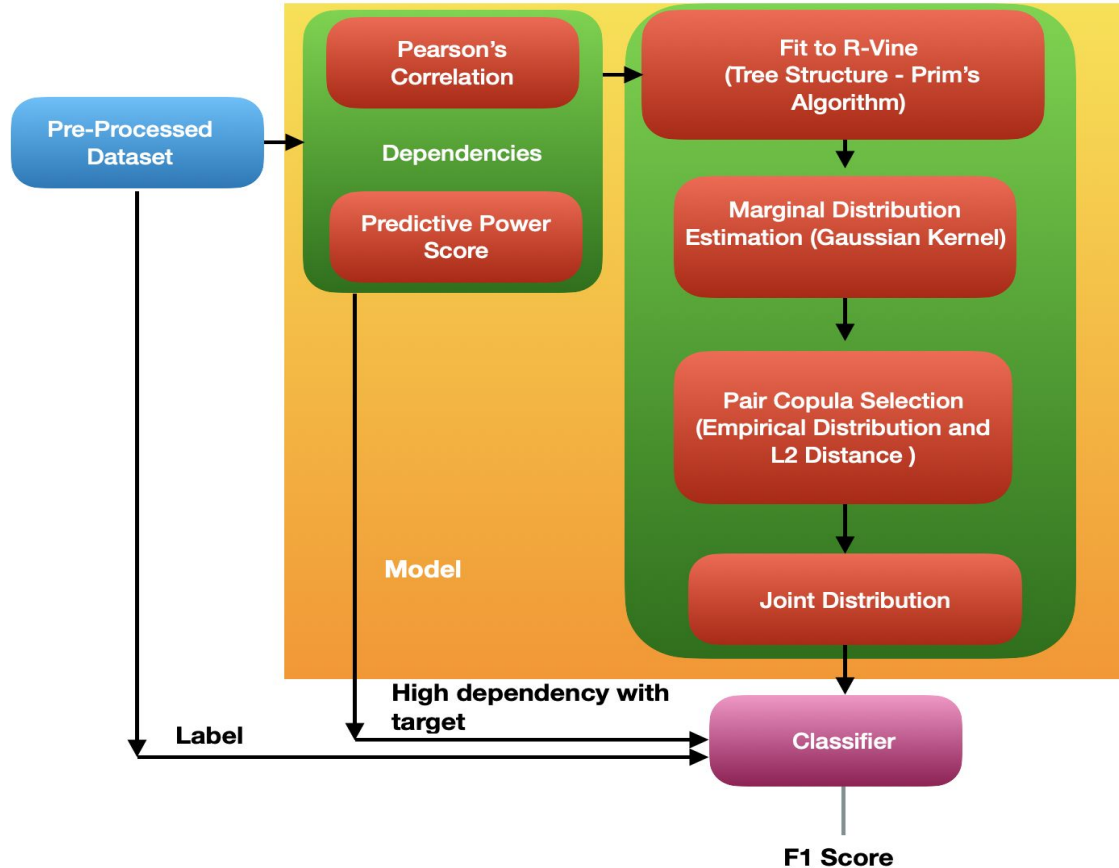 Pre-Processed
Dataset
Pearson's
Correlation
Dependencies
Predictive Power
Score
Fit to R-Vine
(Tree Structure - Prim's
Algorithm)
Marginal Distribution
Estimation (Gaussian Kernel)
Pair Copula Selection
(Empirical Distribution and
L2 Distance )
Joint Distribution
Model
High dependency with
target
Label
Classifier
F1 Score